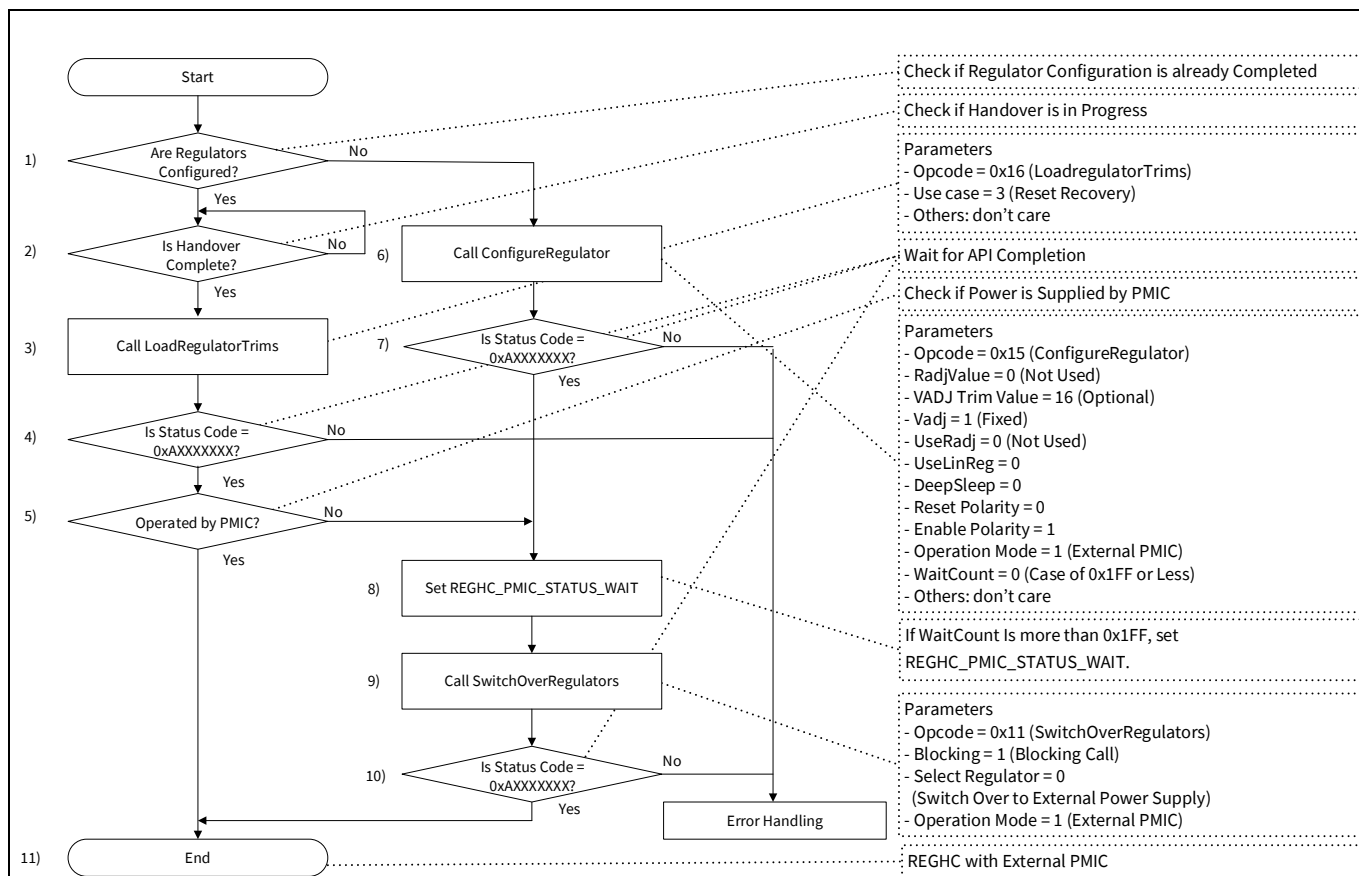 Start
1)
Are Regulators
Configured?
No
Yes
2)
Is Handover
Complete?
No
Yes
3)
Call LoadRegulatorTrims
4)
Is Status Code =
0xAXXXXXXX?
No
Yes
5)
Operated by PMIC?
No
Yes
6)
Call ConfigureRegulator
7)
Is Status Code =
0xAXXXXXXX?
No
Yes
8)
Set REGHC_PMIC_STATUS_WAIT
9)
Call SwitchOverRegulators
10)
Is Status Code =
0xAXXXXXXX?
No
Yes
Error Handling
11)
End
Check if Regulator Configuration is already Completed
Check if Handover is in Progress
Parameters
- Opcode = 0x16 (LoadregulatorTrims)
- Use case = 3 (Reset Recovery)
- Others: don’t care
Wait for API Completion
Check if Power is Supplied by PMIC
Parameters
- Opcode = 0x15 (ConfigureRegulator)
- RadjValue = 0 (Not Used)
- VADJ Trim Value = 16 (Optional)
- Vadj = 1 (Fixed)
- UseRadj = 0 (Not Used)
- UseLinReg = 0
- DeepSleep = 0
- Reset Polarity = 0
- Enable Polarity = 1
- Operation Mode = 1 (External PMIC)
- WaitCount = 0 (Case of 0x1FF or Less)
- Others: don’t care
If WaitCount Is more than 0x1FF, set
REGHC_PMIC_STATUS_WAIT.
Parameters
- Opcode = 0x11 (SwitchOverRegulators)
- Blocking = 1 (Blocking Call)
- Select Regulator = 0
(Switch Over to External Power Supply)
- Operation Mode = 1 (External PMIC)
REGHC with External PMIC